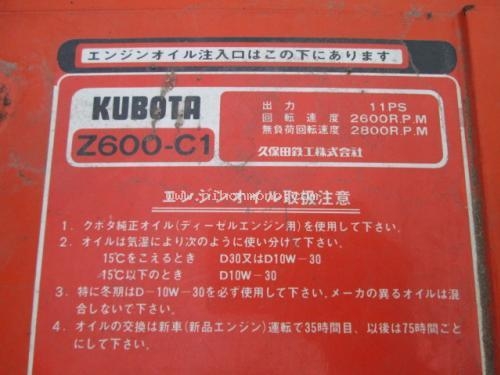 エンジンオイル注入口はこの下にあります.
KUBOTA
Z600-C1
出力 11PS
回転速度 2600R.P.M
無負荷回転速度 2800R.P.M
久保田鉄工株式会社
エンジンオイル取扱注意
1. クボタ純正オイル(ディーゼルエンジン用)を使用して下さい.
2. オイルは気温により次のように使い分けて下さい.
15℃をこえるとき D30又はD10W-30
15℃以下のとき D10W-30
3. 特に冬期はD-10W-30を必ず使用して下さい.メーカの異るオイルは混
合しないで下さい.
4. オイルの交換は新車(新品エンジン)運転で35時間目、以後は75時間ごと
にして下さい.